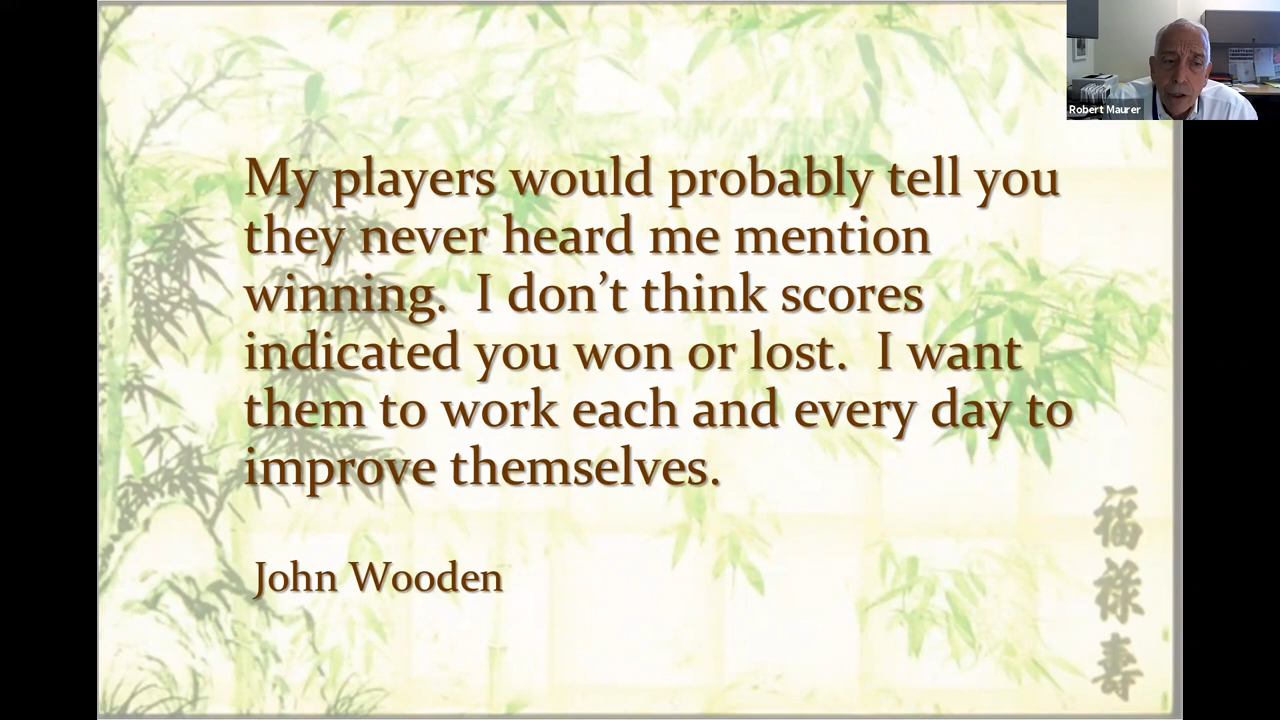 Robert Maurer
My players would probably tell you
they never heard me mention
winning.  I don’t think scores
indicated you won or lost.  I want
them to work each and every day to
improve themselves.
John Wooden
福
祿
壽